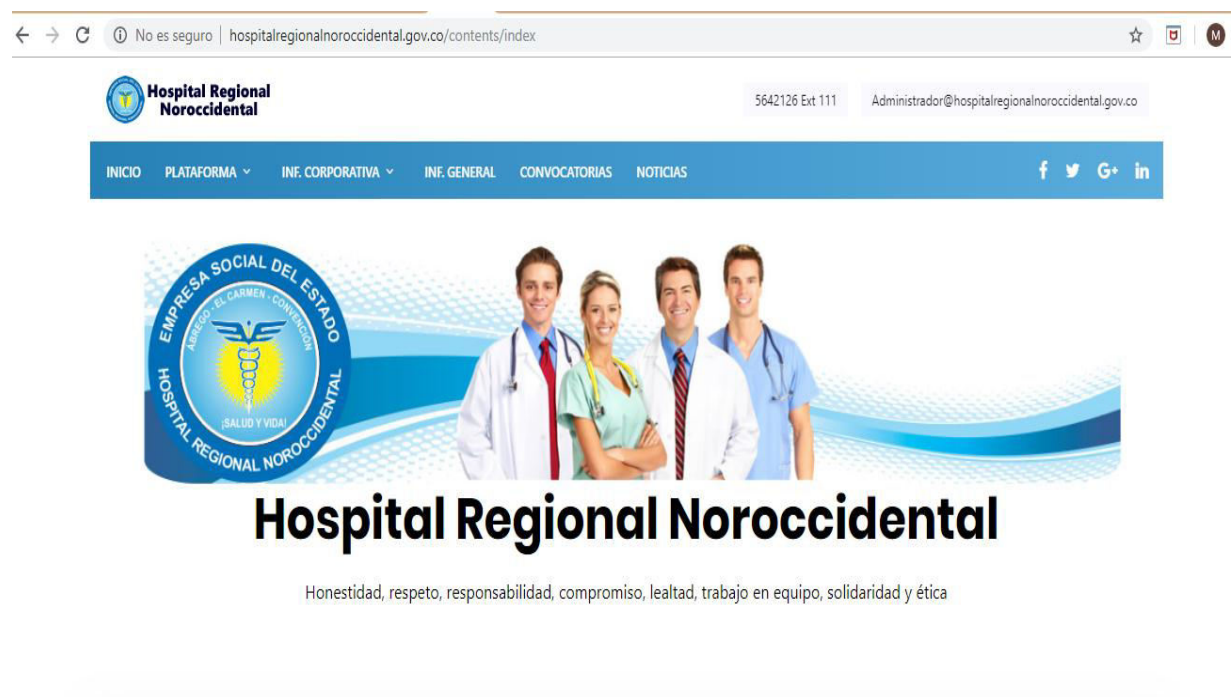 No es seguro | hospitalregionalnoroccidental.gov.co/contents/index
M
Hospital Regional
Noroccidental
5642126 Ext 111
Administrador@hospitalregionalnoroccidental.gov.co
INICIO PLATAFORMA INF. CORPORATIVA INF. GENERAL CONVOCATORIAS NOTICIAS
f G+ in
EMPRESA SOCIAL DEL ESTADO
ABREGO - EL CARMEN - CONVENCIÓN
¡SALUD Y VIDA!
HOSPITAL REGIONAL NOROCCIDENTAL
Hospital Regional Noroccidental
Honestidad, respeto, responsabilidad, compromiso, lealtad, trabajo en equipo, solidaridad y ética